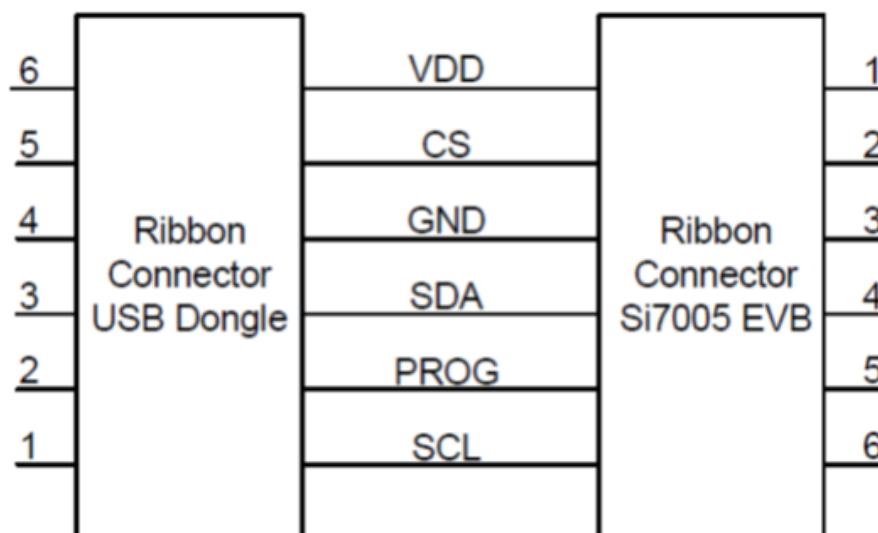 6 VDD 1
5 CS 2
4 GND 3
Ribbon Ribbon
Connector Connector
USB Dongle Si7005 EVB
3 SDA 4
2 PROG 5
1 SCL 6